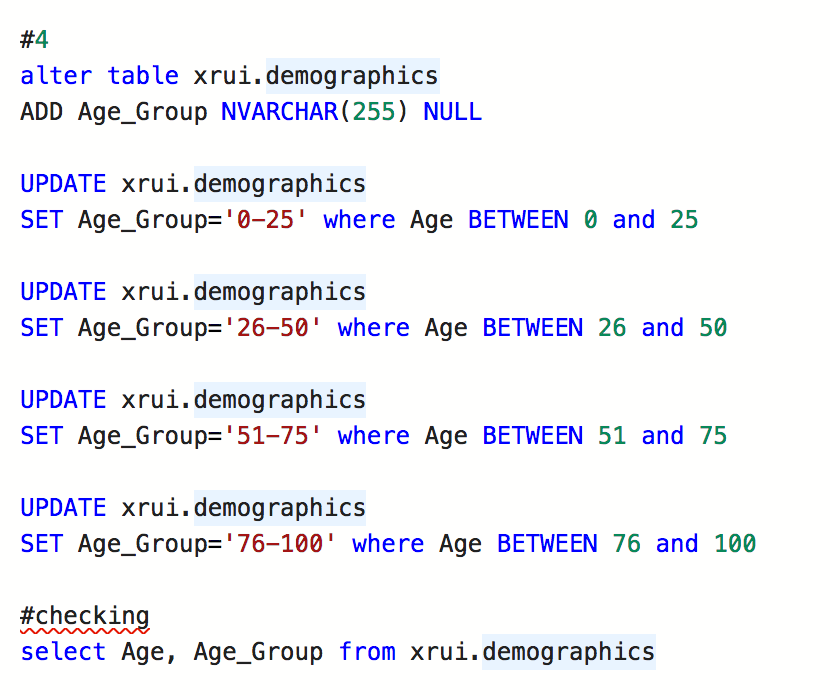 #4
alter table xrui.demographics
ADD Age_Group NVARCHAR(255) NULL
UPDATE xrui.demographics
SET Age_Group='0-25' where Age BETWEEN 0 and 25
UPDATE xrui.demographics
SET Age_Group='26-50' where Age BETWEEN 26 and 50
UPDATE xrui.demographics
SET Age_Group='51-75' where Age BETWEEN 51 and 75
UPDATE xrui.demographics
SET Age_Group='76-100' where Age BETWEEN 76 and 100
#checking
select Age, Age_Group from xrui.demographics